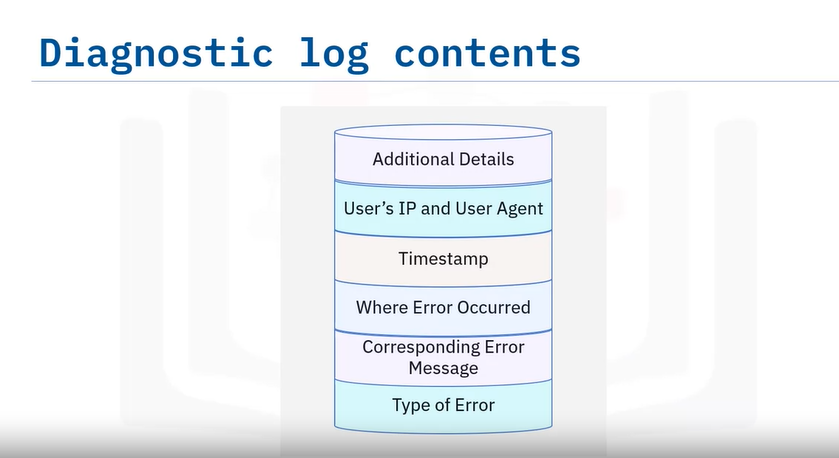 Diagnostic log contents
Additional Details
User’s IP and User Agent
Timestamp
Where Error Occurred
Corresponding Error
Message
Type of Error